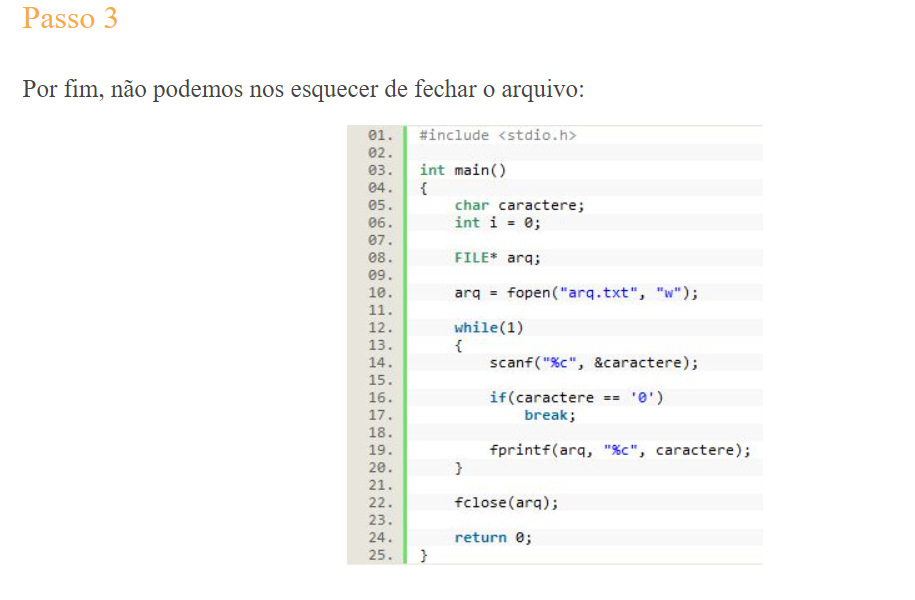 Passo 3
Por fim, não podemos nos esquecer de fechar o arquivo:
01. #include <stdio.h>
02.
03. int main()
04. {
05.     char caractere;
06.     int i = 0;
07.
08.     FILE* arq;
09.
10.     arq = fopen("arq.txt", "w");
11.
12.     while(1)
13.     {
14.         scanf("%c", &caractere);
15.
16.         if(caractere == '0')
17.             break;
18.
19.         fprintf(arq, "%c", caractere);
20.     }
21.
22.     fclose(arq);
23.
24.     return 0;
25. }